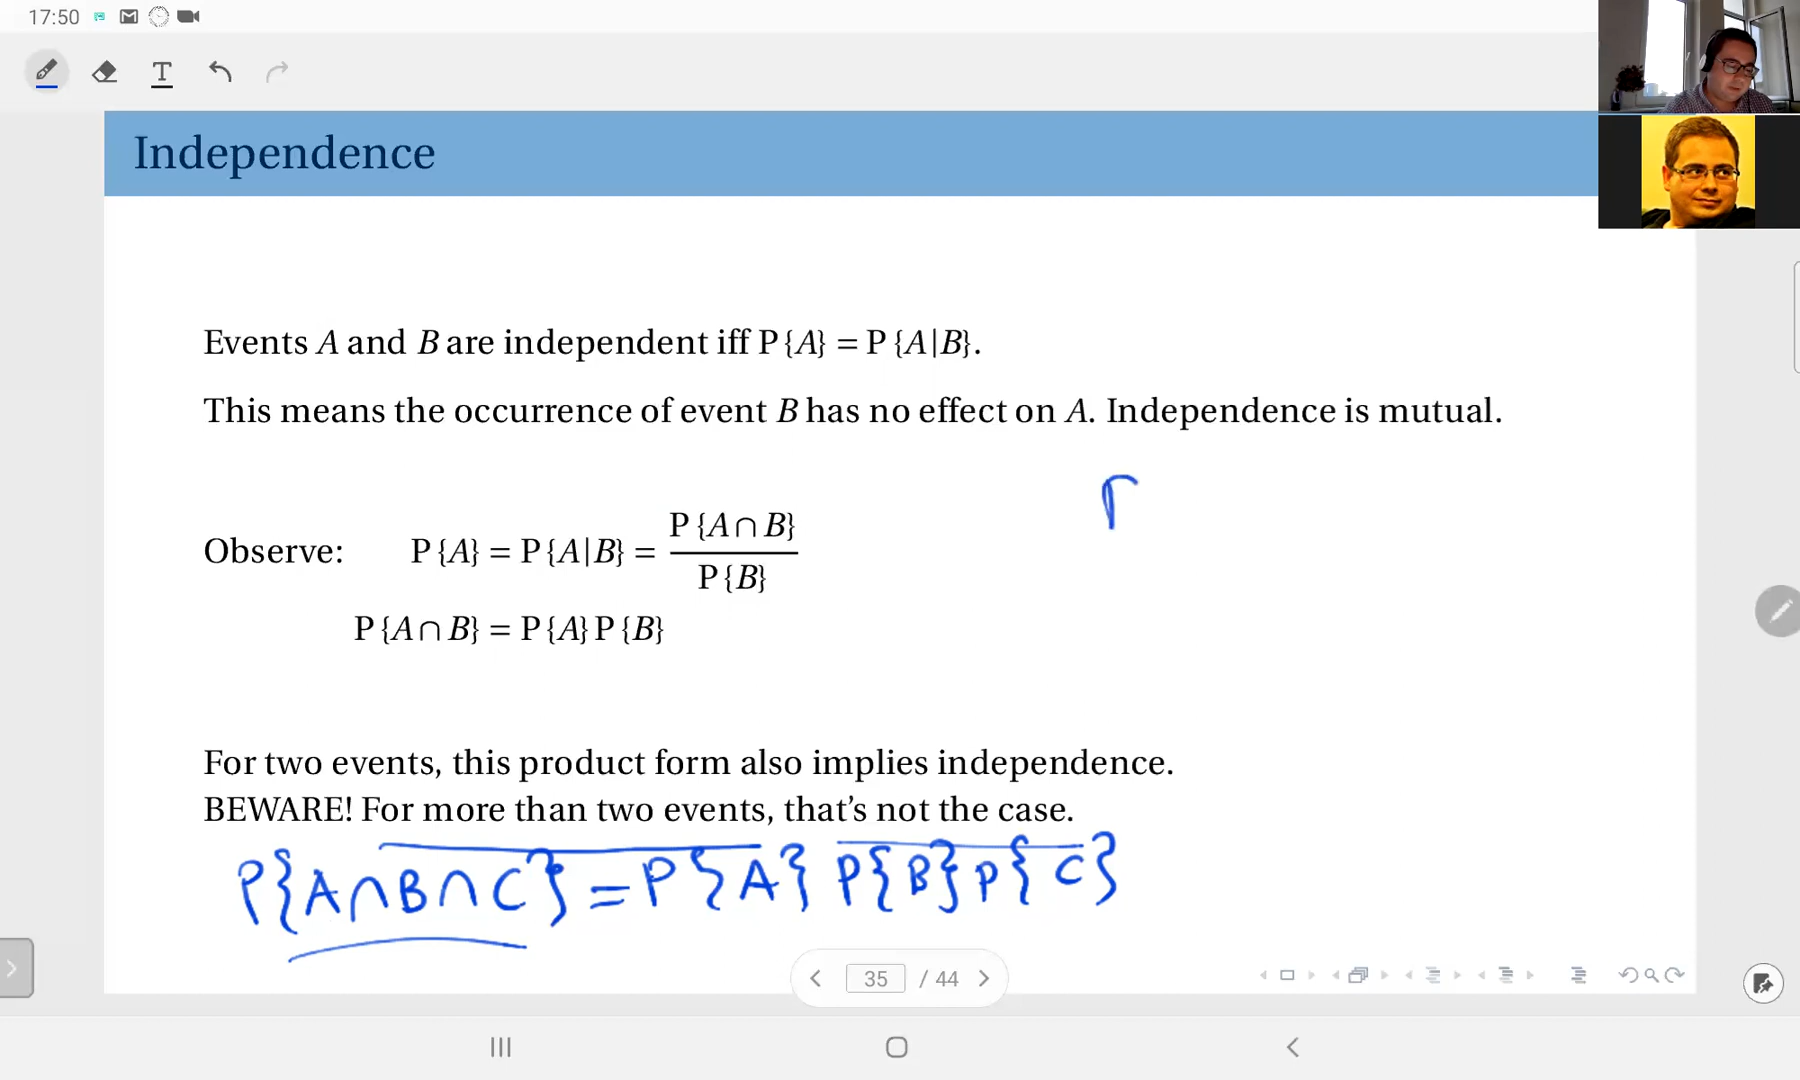 17:50
T
Independence
Events A and B are independent iff P{A} = P{A|B}.
This means the occurrence of event B has no effect on A. Independence is mutual.
Observe: P{A} = P{A|B} = P{A∩B} / P{B}
P{A∩B} = P{A}P{B}
For two events, this product form also implies independence.
BEWARE! For more than two events, that's not the case.
P{A∩B∩C} = P{A} P{B} P{C}
35 / 44